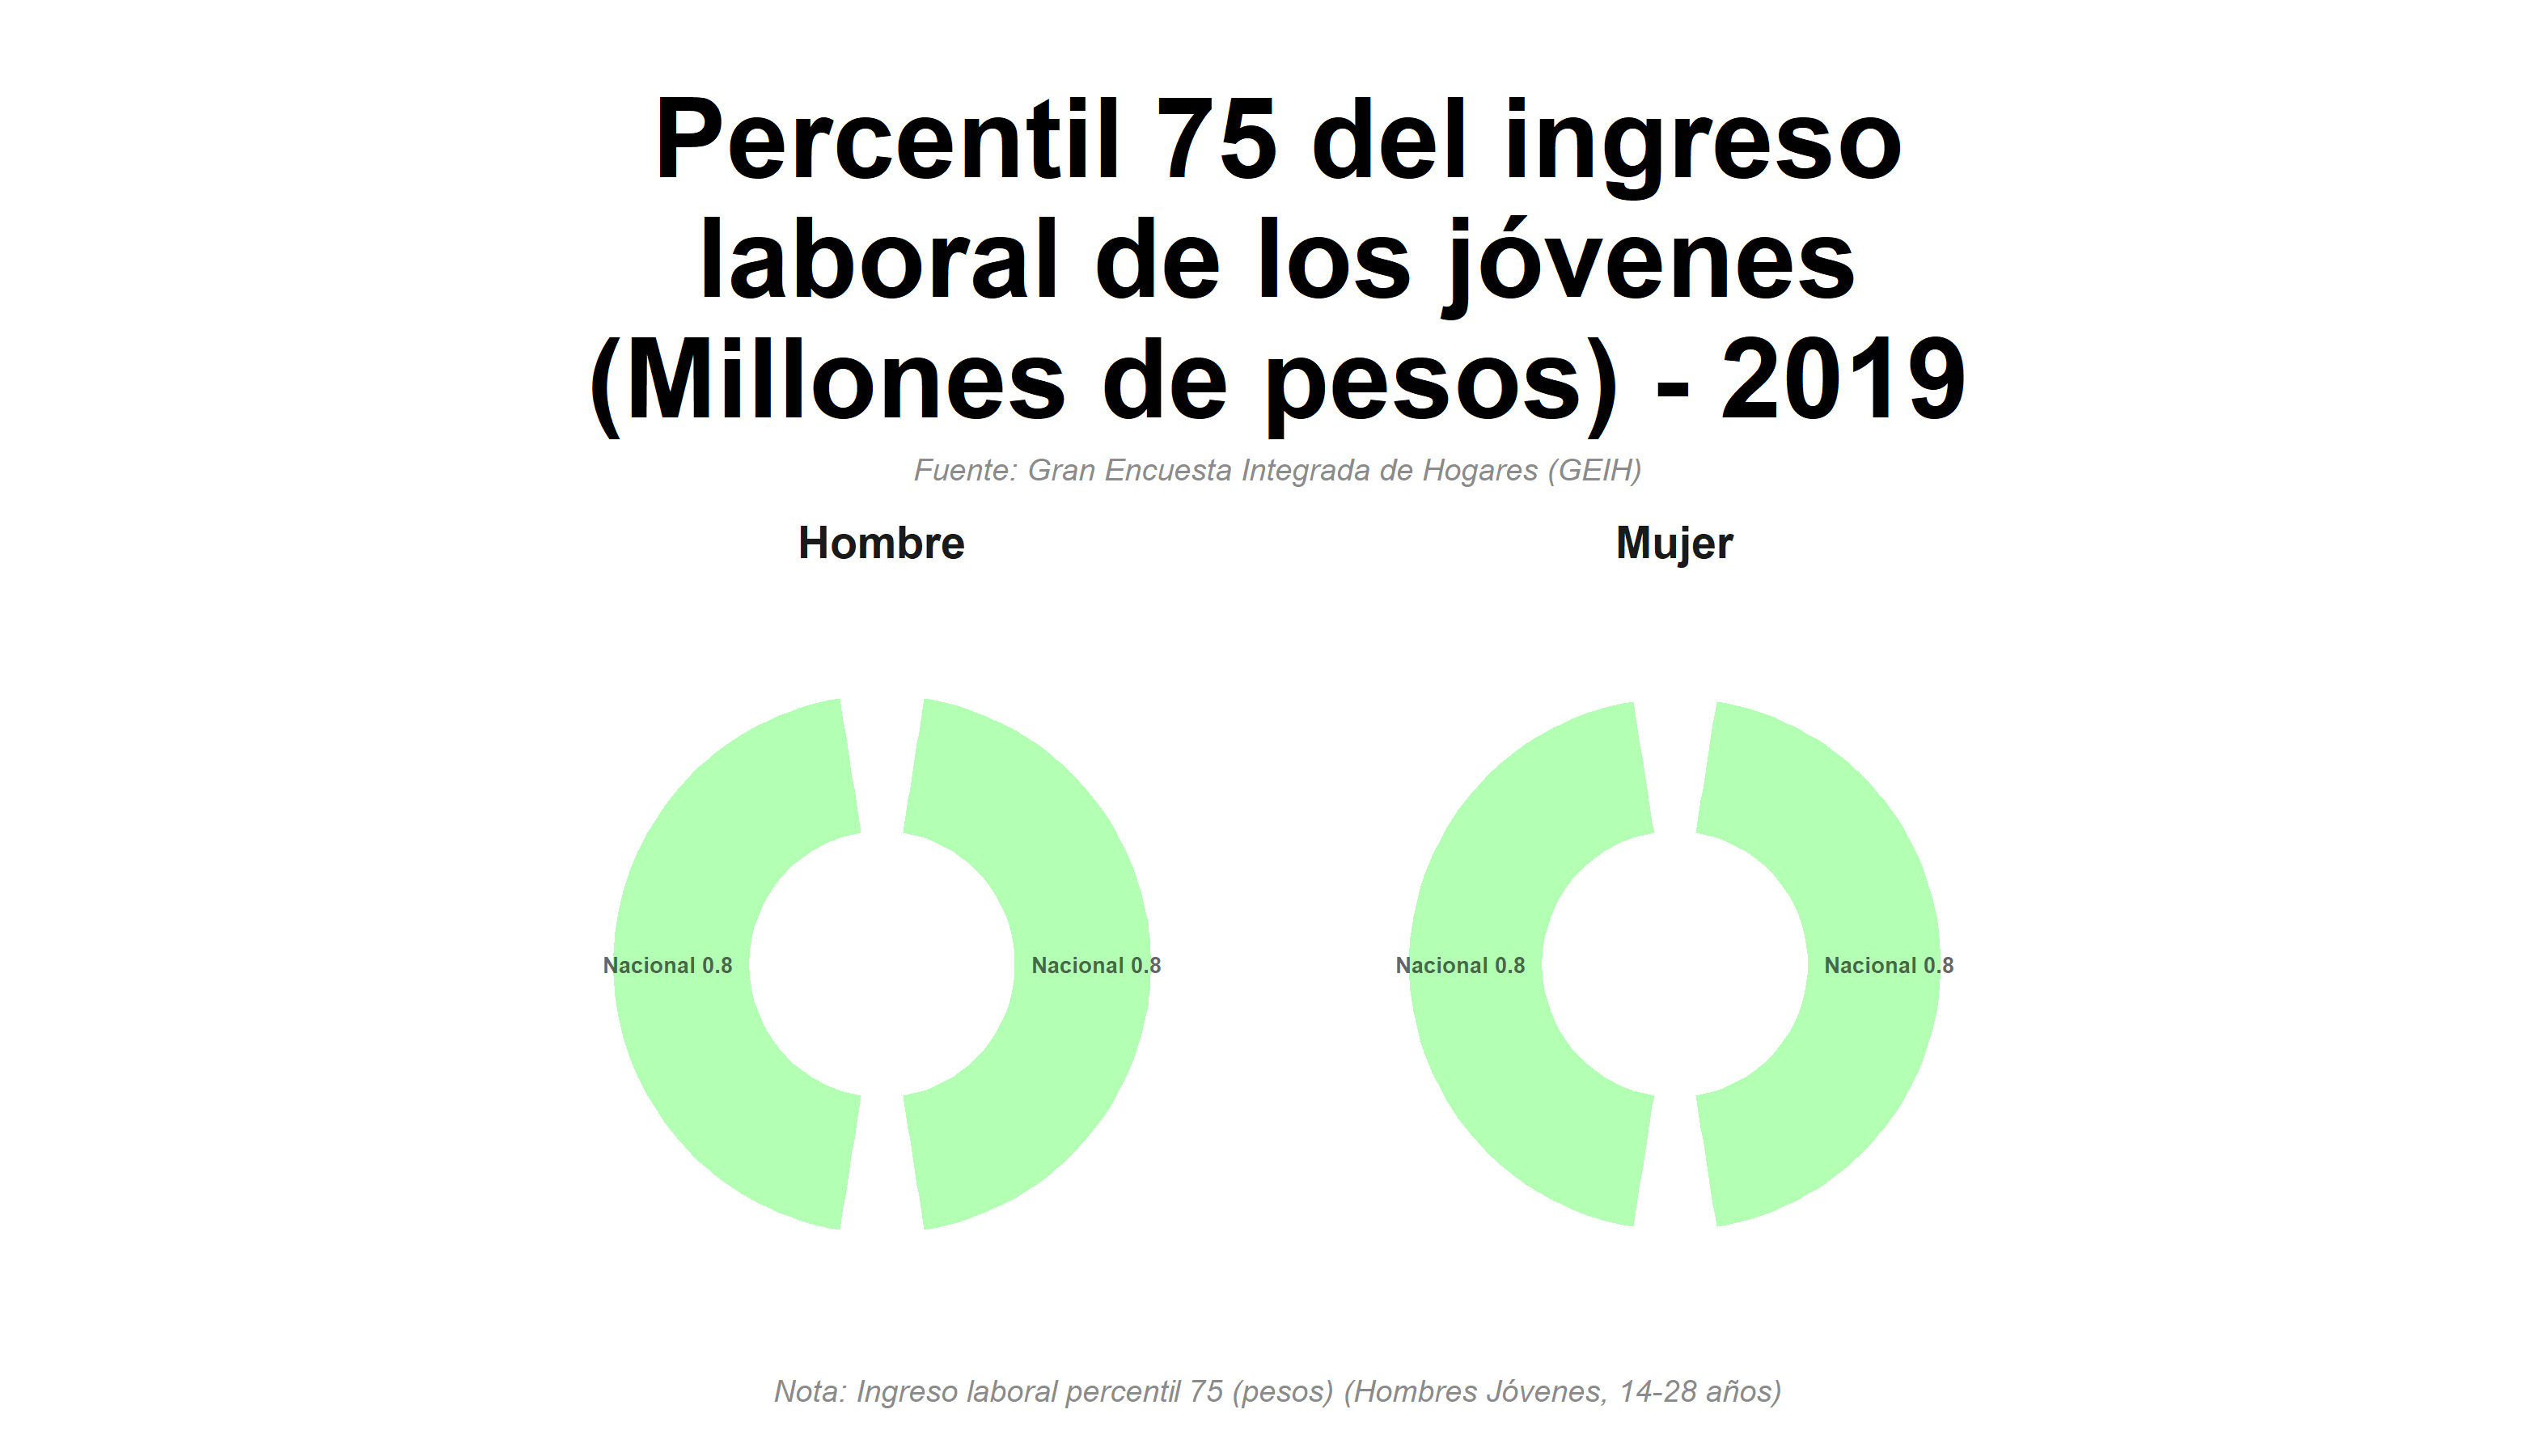 Percentil 75 del ingreso
laboral de los jóvenes
(Millones de pesos) - 2019
Fuente: Gran Encuesta Integrada de Hogares (GEIH)
Hombre
Mujer
Nacional 0.8
Nacional 0.8
Nacional 0.8
Nacional 0.8
Nota: Ingreso laboral percentil 75 (pesos) (Hombres Jóvenes, 14-28 años)